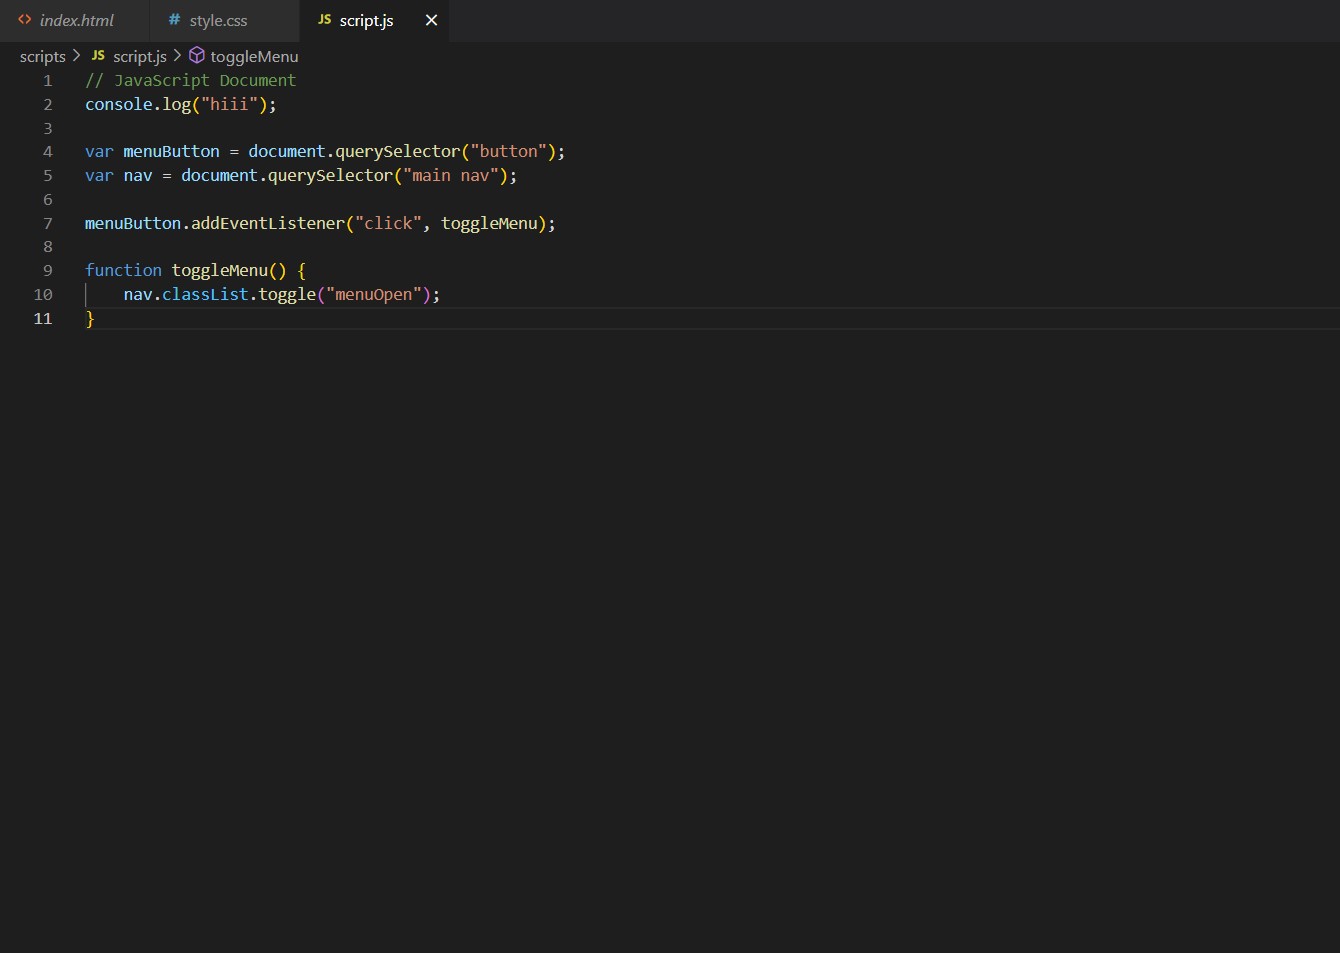 <> index.html # style.css JS script.js ×
scripts > JS script.js > toggleMenu
1 // JavaScript Document
2 console.log("hiii");
3
4 var menuButton = document.querySelector("button");
5 var nav = document.querySelector("main nav");
6
7 menuButton.addEventListener("click", toggleMenu);
8
9 function toggleMenu() {
10     nav.classList.toggle("menuOpen");
11 }